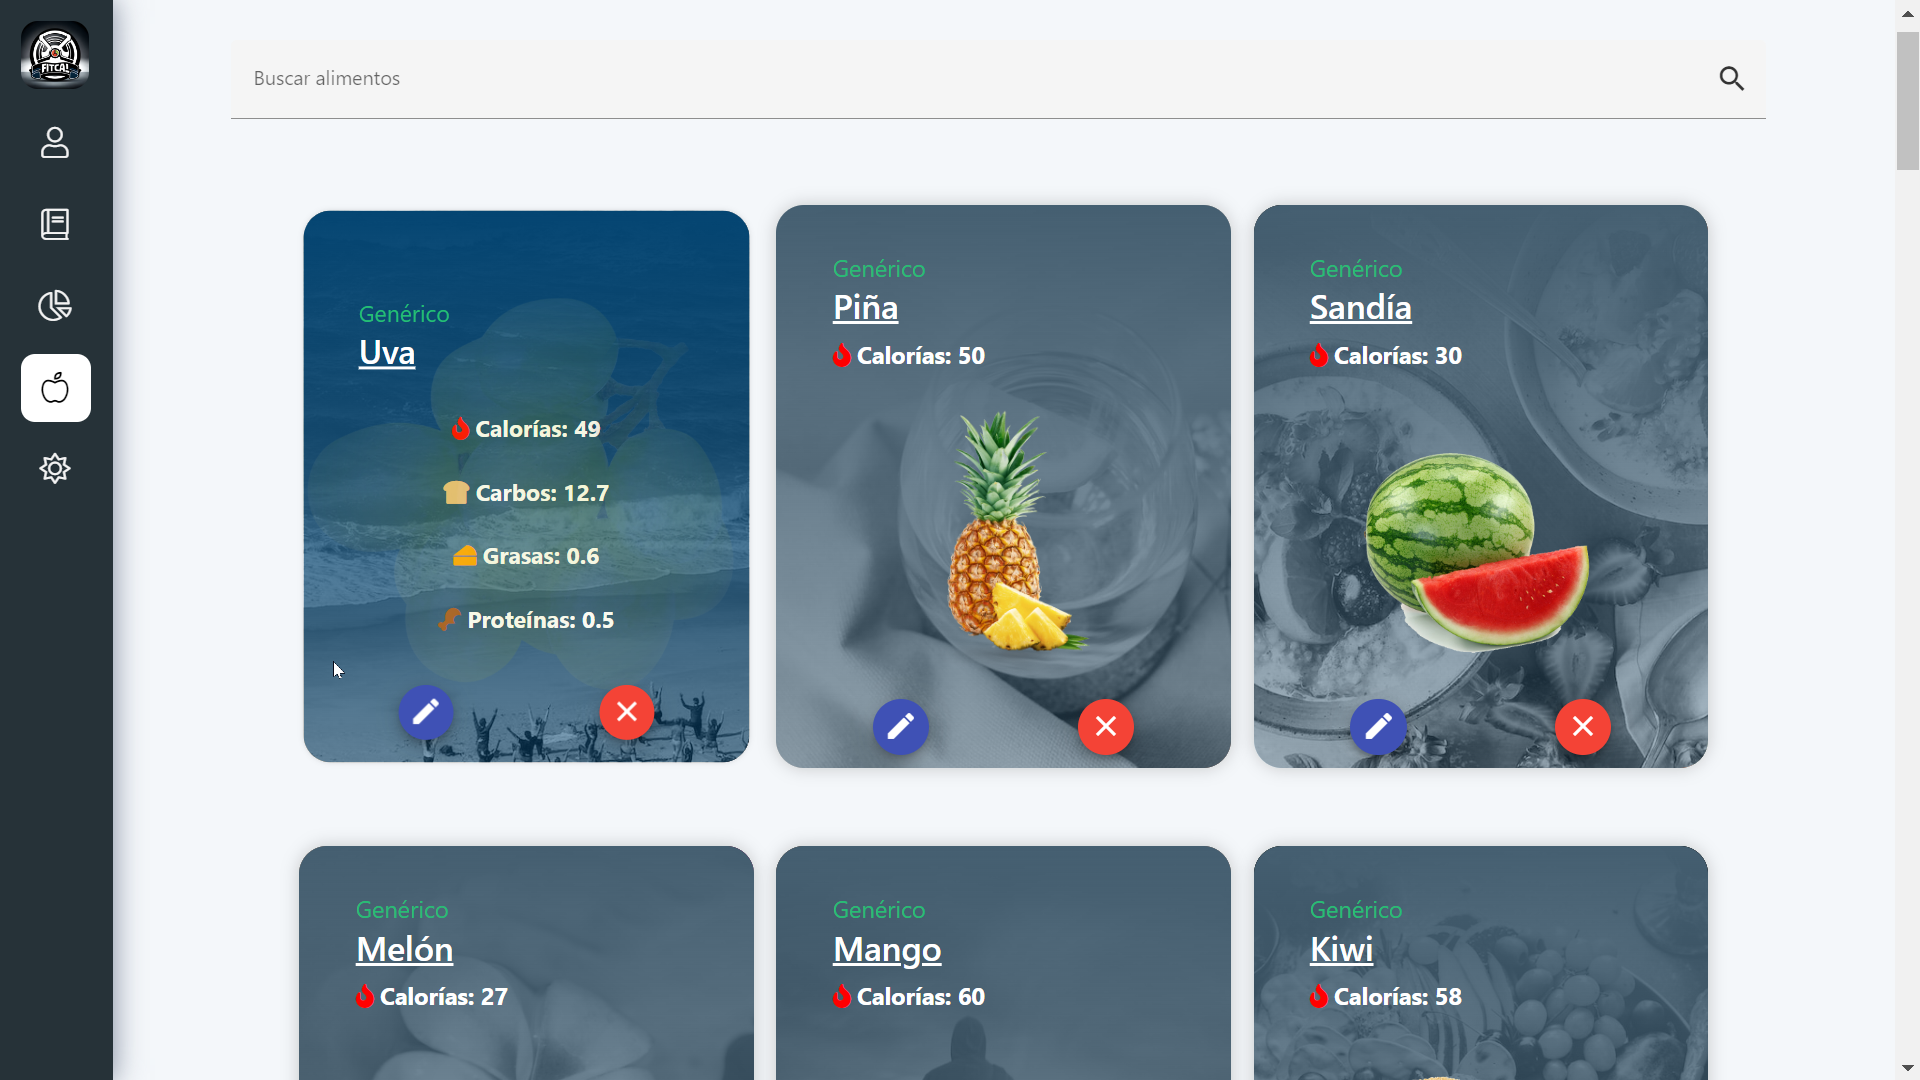 FITCAL
Buscar alimentos
Genérico
Uva
Calorías: 49
Carbos: 12.7
Grasas: 0.6
Proteínas: 0.5
Genérico
Piña
Calorías: 50
Genérico
Sandía
Calorías: 30
Genérico
Melón
Calorías: 27
Genérico
Mango
Calorías: 60
Genérico
Kiwi
Calorías: 58